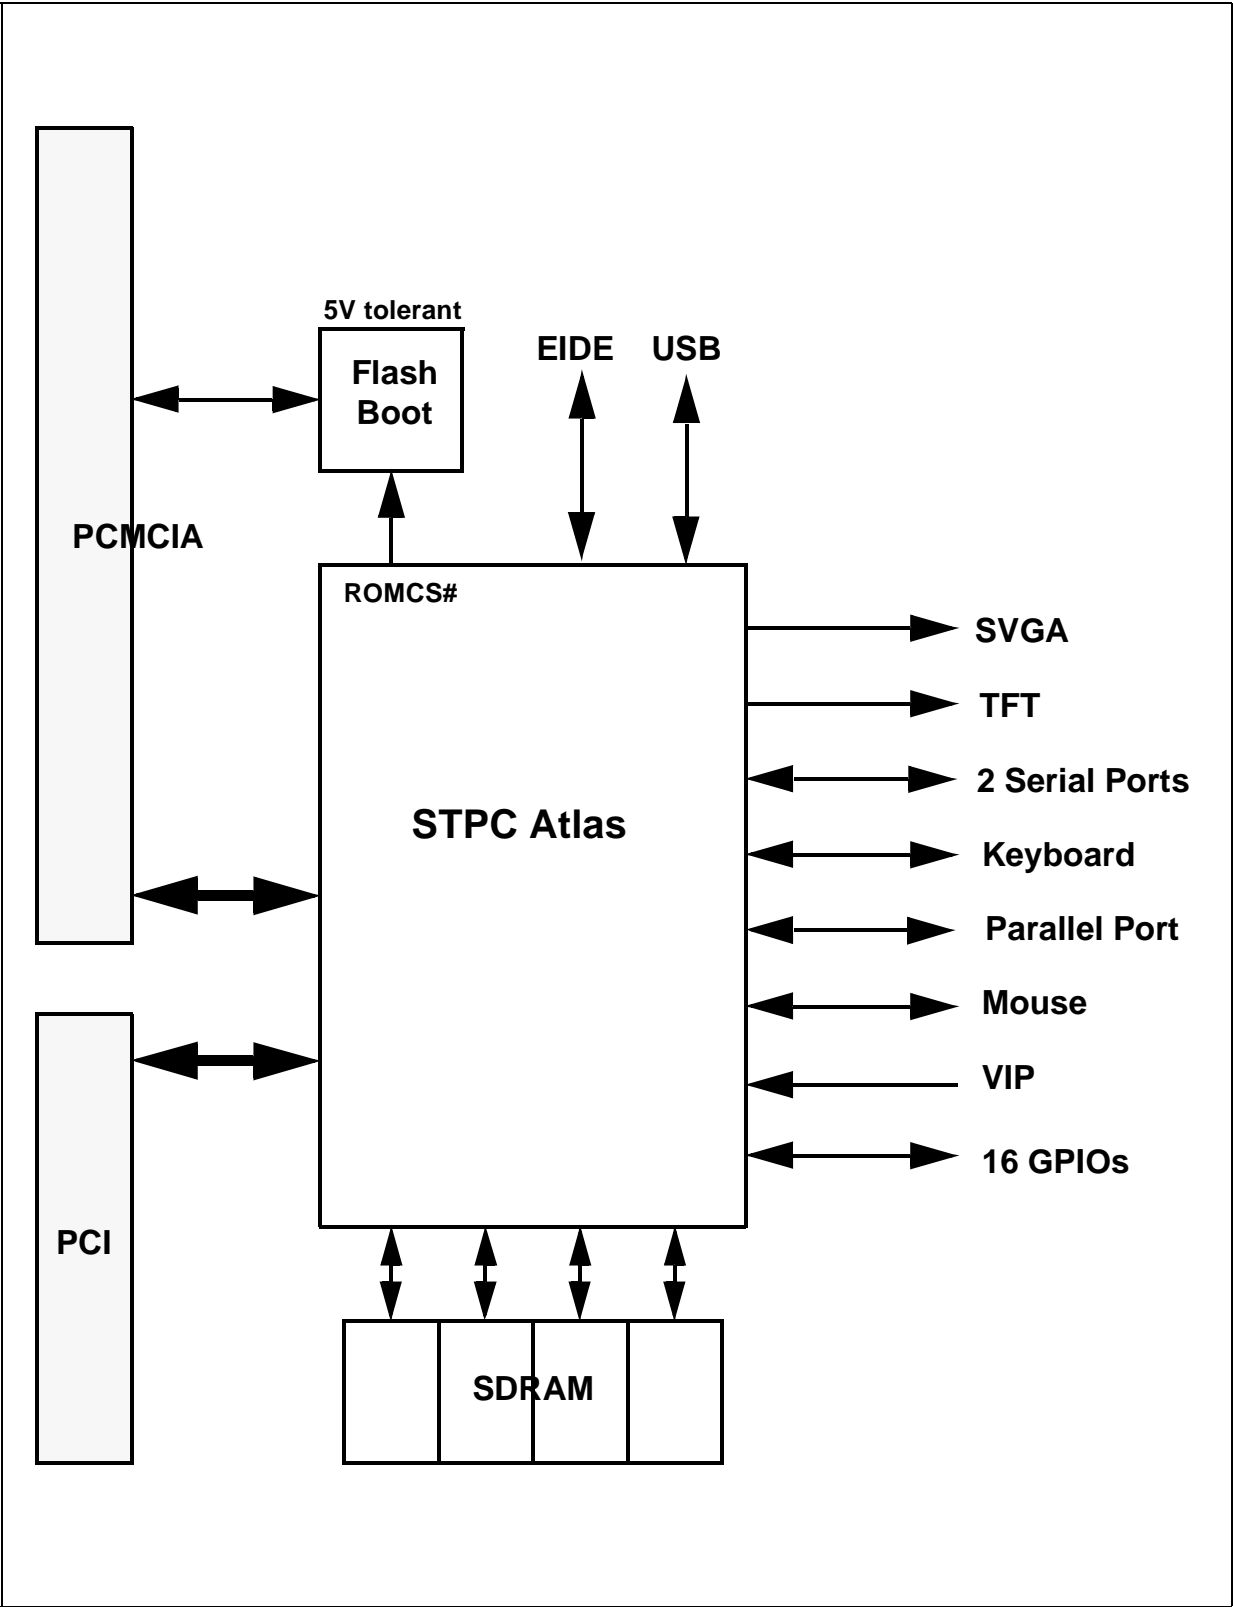 5V tolerant
Flash
Boot
EIDE
USB
PCMCIA
ROMCS#
SVGA
TFT
2 Serial Ports
STPC Atlas
Keyboard
Parallel Port
Mouse
VIP
16 GPIOs
PCI
SDRAM